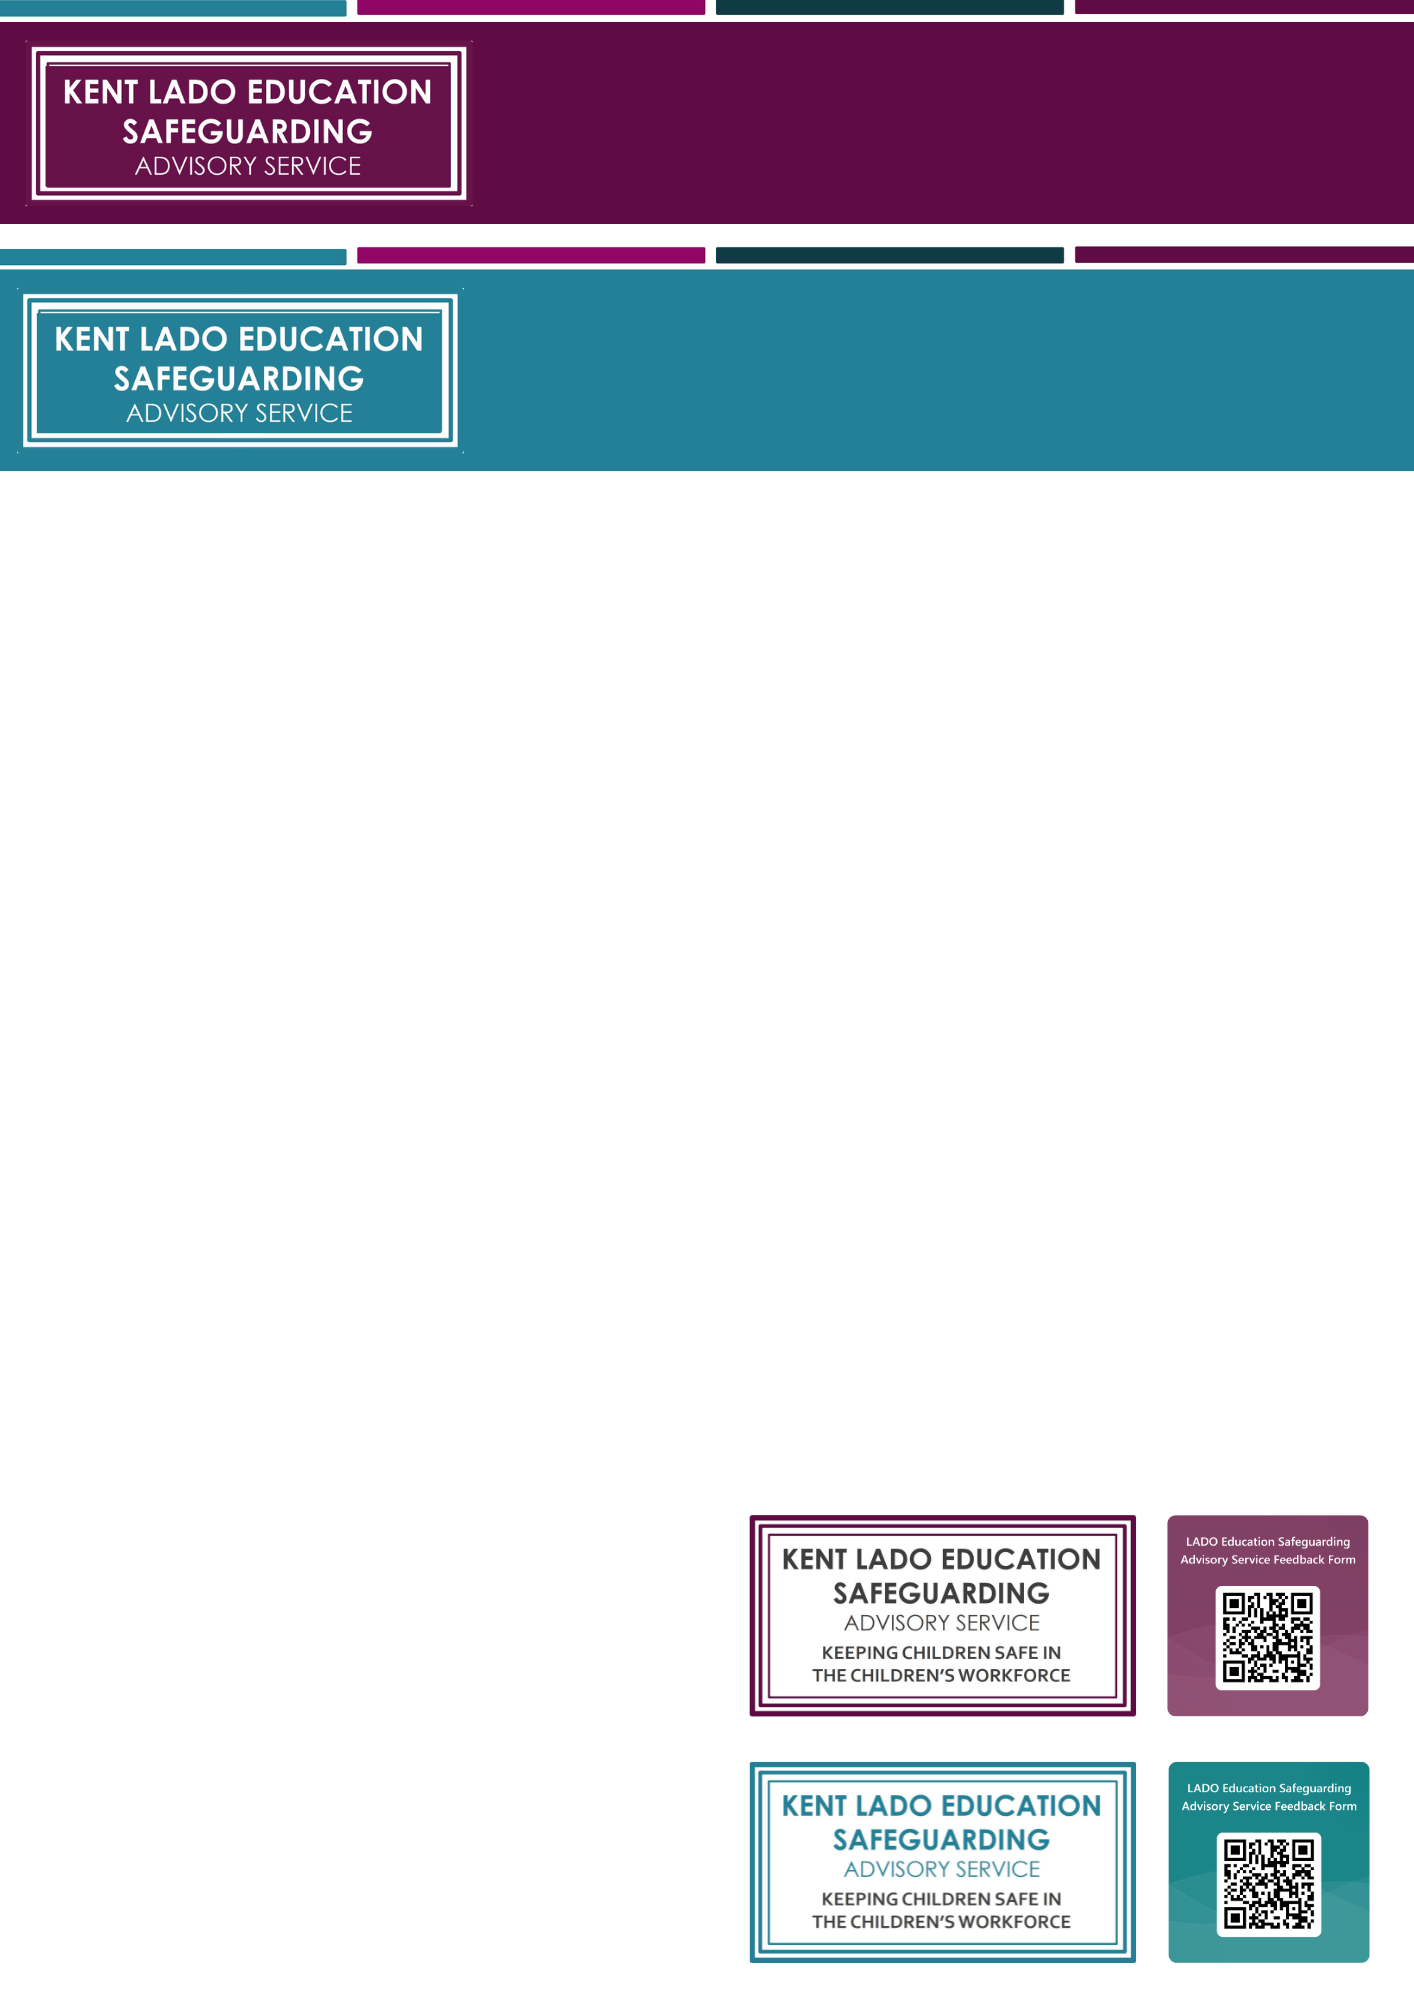 KENT LADO EDUCATION
SAFEGUARDING
ADVISORY SERVICE
KENT LADO EDUCATION
SAFEGUARDING
ADVISORY SERVICE
KENT LADO EDUCATION
SAFEGUARDING
ADVISORY SERVICE
KEEPING CHILDREN SAFE IN
THE CHILDREN'S WORKFORCE
LADO Education Safeguarding
Advisory Service Feedback Form
KENT LADO EDUCATION
SAFEGUARDING
ADVISORY SERVICE
KEEPING CHILDREN SAFE IN
THE CHILDREN'S WORKFORCE
LADO Education Safeguarding
Advisory Service Feedback Form